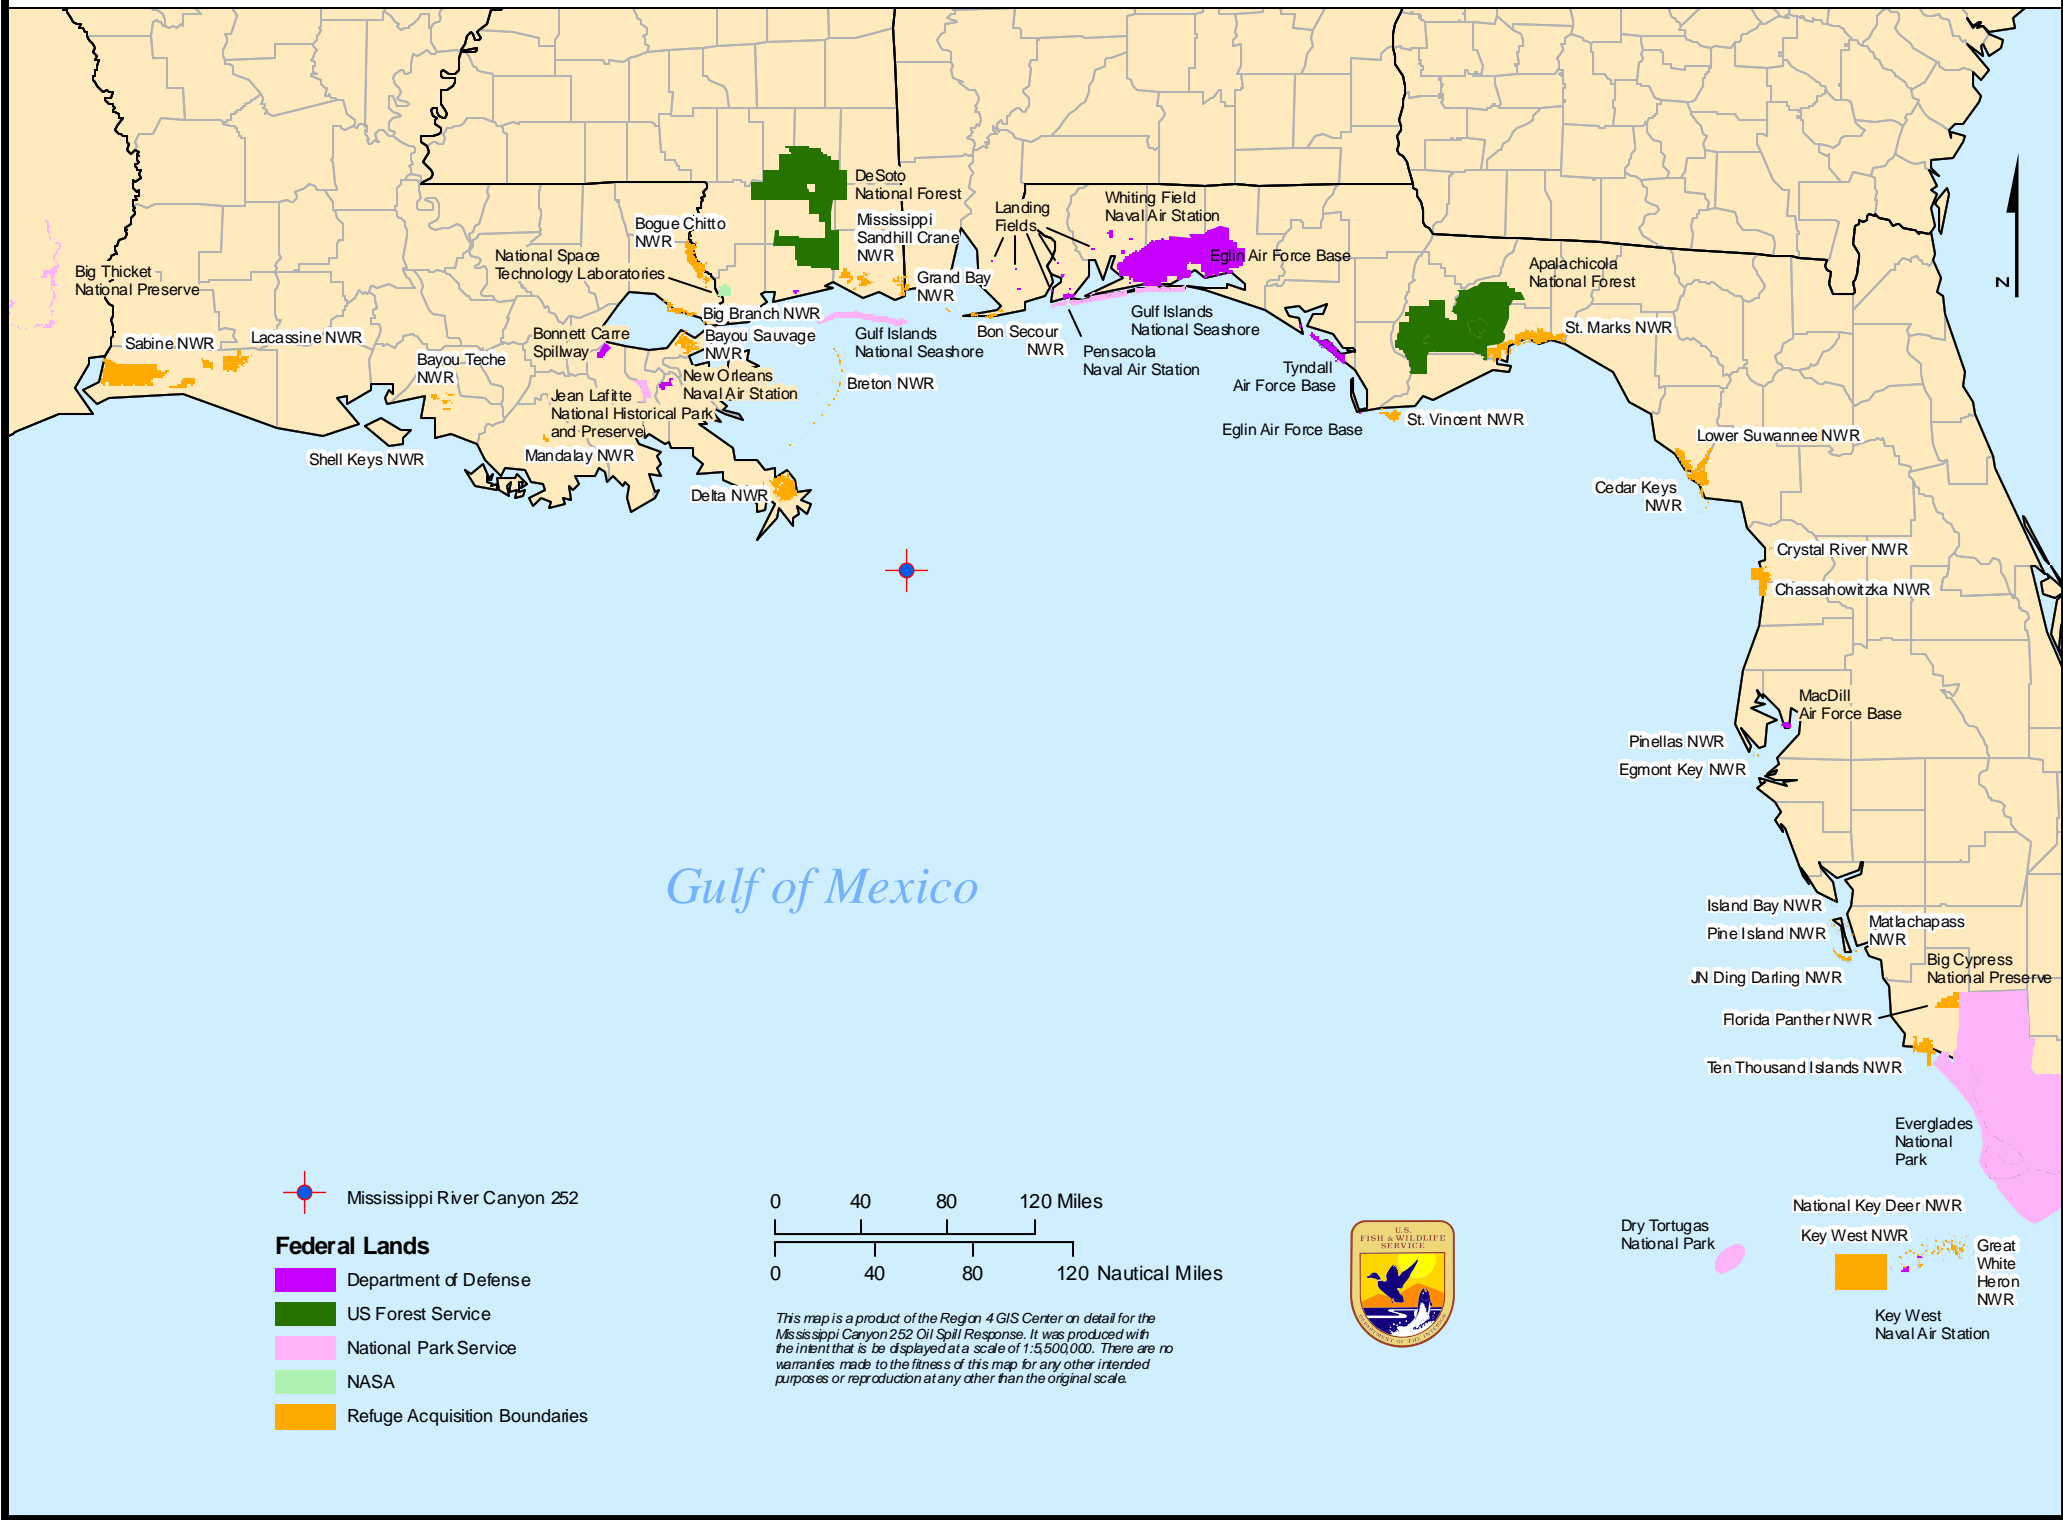 DeSoto
National Forest
Bogue Chitto
NWR
Mississippi
Sandhill Crane
NWR
Landing
Fields
Whiting Field
Naval Air Station
National Space
Technology Laboratories
Eglin Air Force Base
Big Thicket
National Preserve
Grand Bay
NWR
Apalachicola
National Forest
N
Big Branch NWR
Gulf Islands
National Seashore
Bonnett Carre
Spillway
Bayou Sauvage
NWR
Gulf Islands
National Seashore
Bon Secour
NWR
St. Marks NWR
Sabine NWR
Lacassine NWR
Bayou Teche
NWR
Pensacola
Naval Air Station
Tyndall
Air Force Base
New Orleans
Naval Air Station
Breton NWR
Jean Lafitte
National Historical Park
and Preserve
St. Vincent NWR
Eglin Air Force Base
Lower Suwannee NWR
Shell Keys NWR
Mandalay NWR
Delta NWR
Cedar Keys
NWR
Crystal River NWR
Chassahowitzka NWR
MacDill
Air Force Base
Pinellas NWR
Egmont Key NWR
Gulf of Mexico
Island Bay NWR
Matlachapass
NWR
Pine Island NWR
Big Cypress
National Preserve
JN Ding Darling NWR
Florida Panther NWR
Ten Thousand Islands NWR
Everglades
National
Park
National Key Deer NWR
Key West NWR
Dry Tortugas
National Park
Great
White
Heron
NWR
Key West
Naval Air Station
Mississippi River Canyon 252
Federal Lands
Department of Defense
US Forest Service
National Park Service
NASA
Refuge Acquisition Boundaries
0 40 80 120 Miles
0 40 80 120 Nautical Miles
This map is a product of the Region 4 GIS Center on detail for the
Mississippi Canyon 252 Oil Spill Response. It was produced with
the intent that is be displayed at a scale of 1:5,500,000. There are no
warranties made to the fitness of this map for any other intended
purposes or reproduction at any other than the original scale.
U.S.
FISH & WILDLIFE
SERVICE
DEPARTMENT OF THE INTERIOR